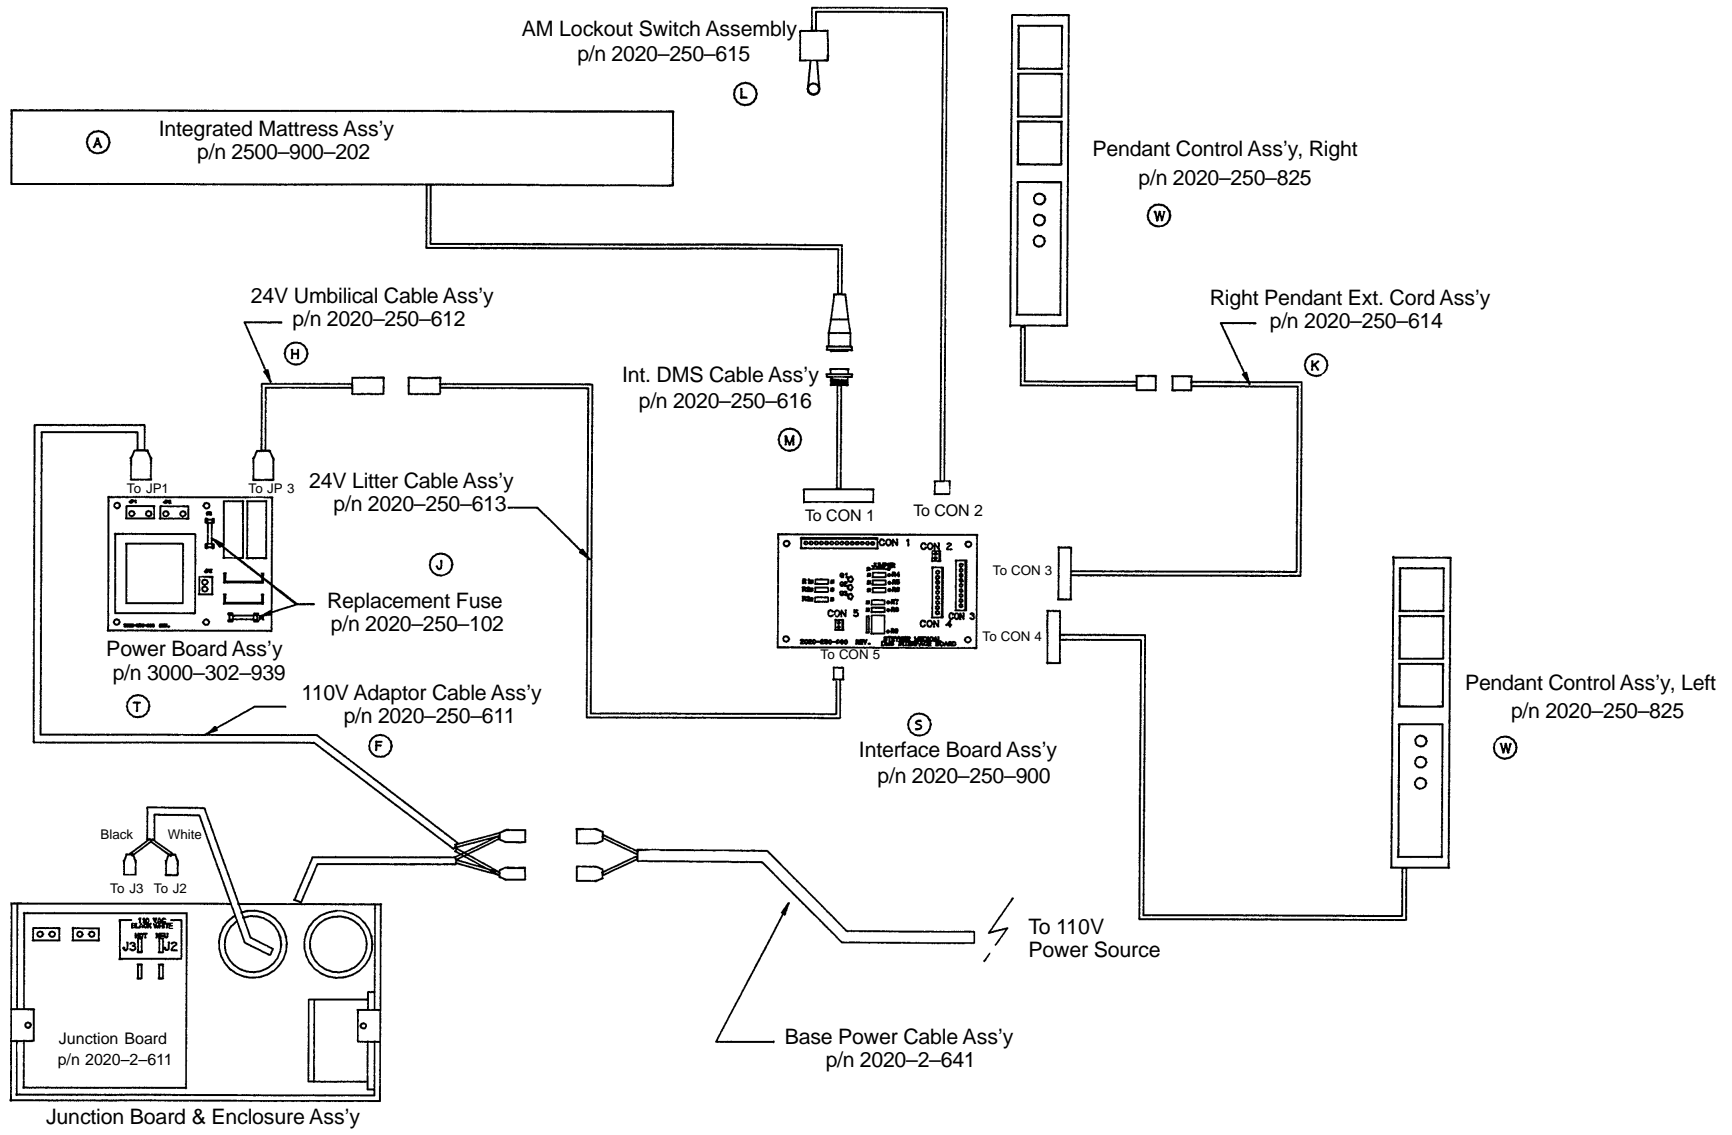 AM Lockout Switch Assembly
p/n 2020–250–615
L
A
Integrated Mattress Ass'y
p/n 2500–900–202
Pendant Control Ass'y, Right
p/n 2020–250–825
W
24V Umbilical Cable Ass'y
p/n 2020–250–612
H
Right Pendant Ext. Cord Ass'y
p/n 2020–250–614
K
Int. DMS Cable Ass'y
p/n 2020–250–616
M
To JP1
To JP 3
24V Litter Cable Ass'y
p/n 2020–250–613
J
To CON 1
To CON 2
CON 1
CON 2
CON 3
CON 4
CON 5
To CON 3
To CON 4
To CON 5
Replacement Fuse
p/n 2020–250–102
Power Board Ass'y
p/n 3000–302–939
T
110V Adaptor Cable Ass'y
p/n 2020–250–611
F
S
Interface Board Ass'y
p/n 2020–250–900
Pendant Control Ass'y, Left
p/n 2020–250–825
W
Black
White
To J3
To J2
110 VAC
BLACK WHITE
HOT NEU
J3
J2
To 110V
Power Source
Junction Board
p/n 2020–2–611
Base Power Cable Ass'y
p/n 2020–2–641
Junction Board & Enclosure Ass'y